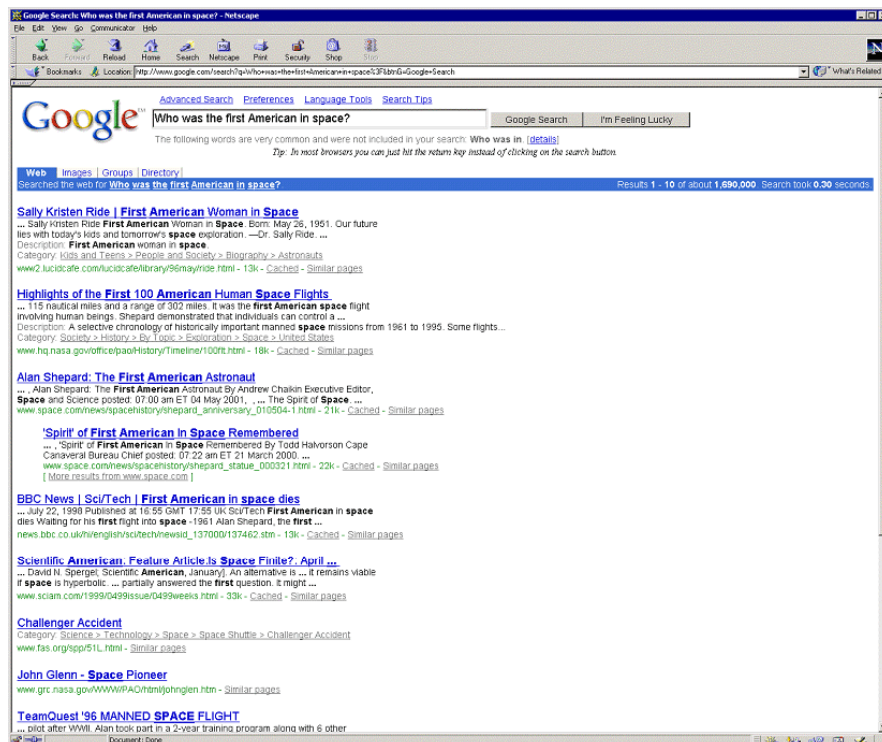 Google Search: Who was the first American in space? - Netscape
File Edit View Go Communicator Help
Back Forward Reload Home Search Netscape Print Security Shop Stop
Bookmarks Location: http://www.google.com/search?q=Who+was+the+first+American+in+space%3F&btnG=Google+Search What's Related
Advanced Search Preferences Language Tools Search Tips
Google
TM
Who was the first American in space? Google Search I'm Feeling Lucky
The following words are very common and were not included in your search: Who was in. [details]
Tip: In most browsers you can just hit the return key instead of clicking on the search button.
Web Images Groups Directory
Searched the web for Who was the first American in space? Results 1 - 10 of about 1,690,000. Search took 0.30 seconds.
Sally Kristen Ride | First American Woman in Space
... Sally Kristen Ride First American Woman in Space. Born: May 26, 1951. Our future
lies with today's kids and tomorrow's space exploration. —Dr. Sally Ride. ...
Description: First American woman in space.
Category: Kids and Teens > People and Society > Biography > Astronauts
www2.lucidcafe.com/lucidcafe/library/96may/ride.html - 13k - Cached - Similar pages
Highlights of the First 100 American Human Space Flights
... 115 nautical miles and a range of 302 miles. It was the first American space flight
involving human beings. Shepard demonstrated that individuals can control a ...
Description: A selective chronology of historically important manned space missions from 1961 to 1995. Some flights...
Category: Society > History > By Topic > Exploration > Space > United States
www.hq.nasa.gov/office/pao/History/Timeline/100flt.html - 18k - Cached - Similar pages
Alan Shepard: The First American Astronaut
... , Alan Shepard: The First American Astronaut By Andrew Chaikin Executive Editor,
Space and Science posted: 07:00 am ET 04 May 2001, , ... The Spirit of Space. ...
www.space.com/news/spacehistory/shepard_anniversary_010504-1.html - 21k - Cached - Similar pages
'Spirit' of First American In Space Remembered
... , 'Spirit' of First American In Space Remembered By Todd Halvorson Cape
Canaveral Bureau Chief posted: 07:22 am ET 21 March 2000. ...
www.space.com/news/spacehistory/shepard_statue_000321.html - 22k - Cached - Similar pages
[ More results from www.space.com ]
BBC News | Sci/Tech | First American in space dies
... July 22, 1998 Published at 16:55 GMT 17:55 UK Sci/Tech First American in space
dies Waiting for his first flight into space -1961 Alan Shepard, the first ...
news.bbc.co.uk/hi/english/sci/tech/newsid_137000/137462.stm - 13k - Cached - Similar pages
Scientific American: Feature Article:Is Space Finite?: April ...
... David N. Spergel; Scientific American, January]. An alternative is ... it remains viable
if space is hyperbolic. ... partially answered the first question. It might ...
www.sciam.com/1999/0499issue/0499weeks.html - 33k - Cached - Similar pages
Challenger Accident
Category: Science > Technology > Space > Space Shuttle > Challenger Accident
www.fas.org/spp/51L.html - Similar pages
John Glenn - Space Pioneer
www.grc.nasa.gov/WWW/PAO/html/johnglen.htm - Similar pages
TeamQuest '96 MANNED SPACE FLIGHT
... pilot after WWII. Alan took part in a 2-year training program along with 6 other
Document: Done